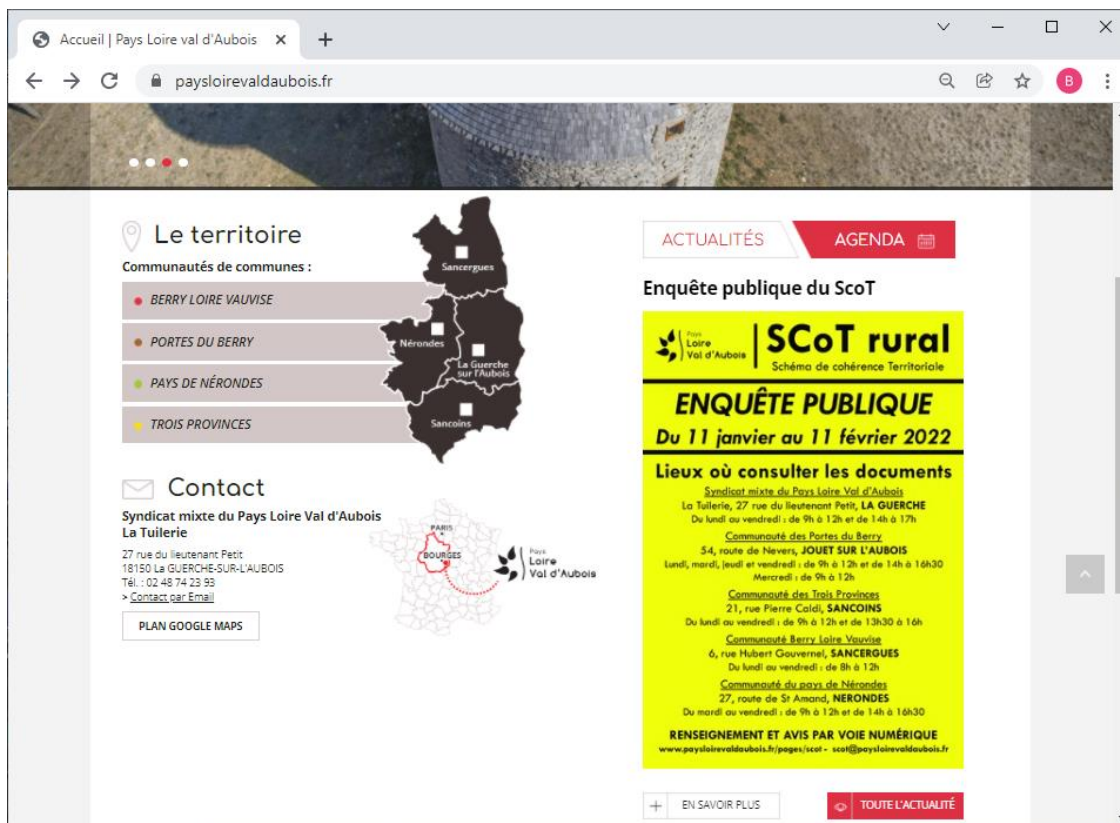 Accueil | Pays Loire val d'Aubois
paysloirevaldaubois.fr
B
Le territoire
Communautés de communes :
BERRY LOIRE VAUVISE
PORTES DU BERRY
PAYS DE NÉRONDES
TROIS PROVINCES
Sancergues
Nérondes
La Guerche
sur l'Aubois
Sancoins
Contact
Syndicat mixte du Pays Loire Val d'Aubois
La Tuilerie
27 rue du lieutenant Petit
18150 La GUERCHE-SUR-L'AUBOIS
Tél. : 02 48 74 23 93
> Contact par Email
PLAN GOOGLE MAPS
PARIS
BOURGES
Pays
Loire
Val d'Aubois
ACTUALITÉS
AGENDA
Enquête publique du ScoT
Pays
Loire
Val d'Aubois
SCoT rural
Schéma de cohérence Territoriale
ENQUÊTE PUBLIQUE
Du 11 janvier au 11 février 2022
Lieux où consulter les documents
Syndicat mixte du Pays Loire Val d'Aubois
La Tuilerie, 27 rue du lieutenant Petit, LA GUERCHE
Du lundi au vendredi : de 9h à 12h et de 14h à 17h
Communauté des Portes du Berry
54, route de Nevers, JOUET SUR L'AUBOIS
Lundi, mardi, jeudi et vendredi : de 9h à 12h et de 14h à 16h30
Mercredi : de 9h à 12h
Communauté des Trois Provinces
21, rue Pierre Caldi, SANCOINS
Du lundi au vendredi : de 9h à 12h et de 13h30 à 16h
Communauté Berry Loire Vauvise
6, rue Hubert Gouvernel, SANCERGUES
Du lundi au vendredi : de 8h à 12h
Communauté du pays de Nérondes
27, route de St Amand, NERONDES
Du mardi au vendredi : de 9h à 12h et de 14h à 16h30
RENSEIGNEMENT ET AVIS PAR VOIE NUMÉRIQUE
www.paysloirevaldaubois.fr/pages/scot - scot@paysloirevaldaubois.fr
EN SAVOIR PLUS
TOUTE L'ACTUALITÉ